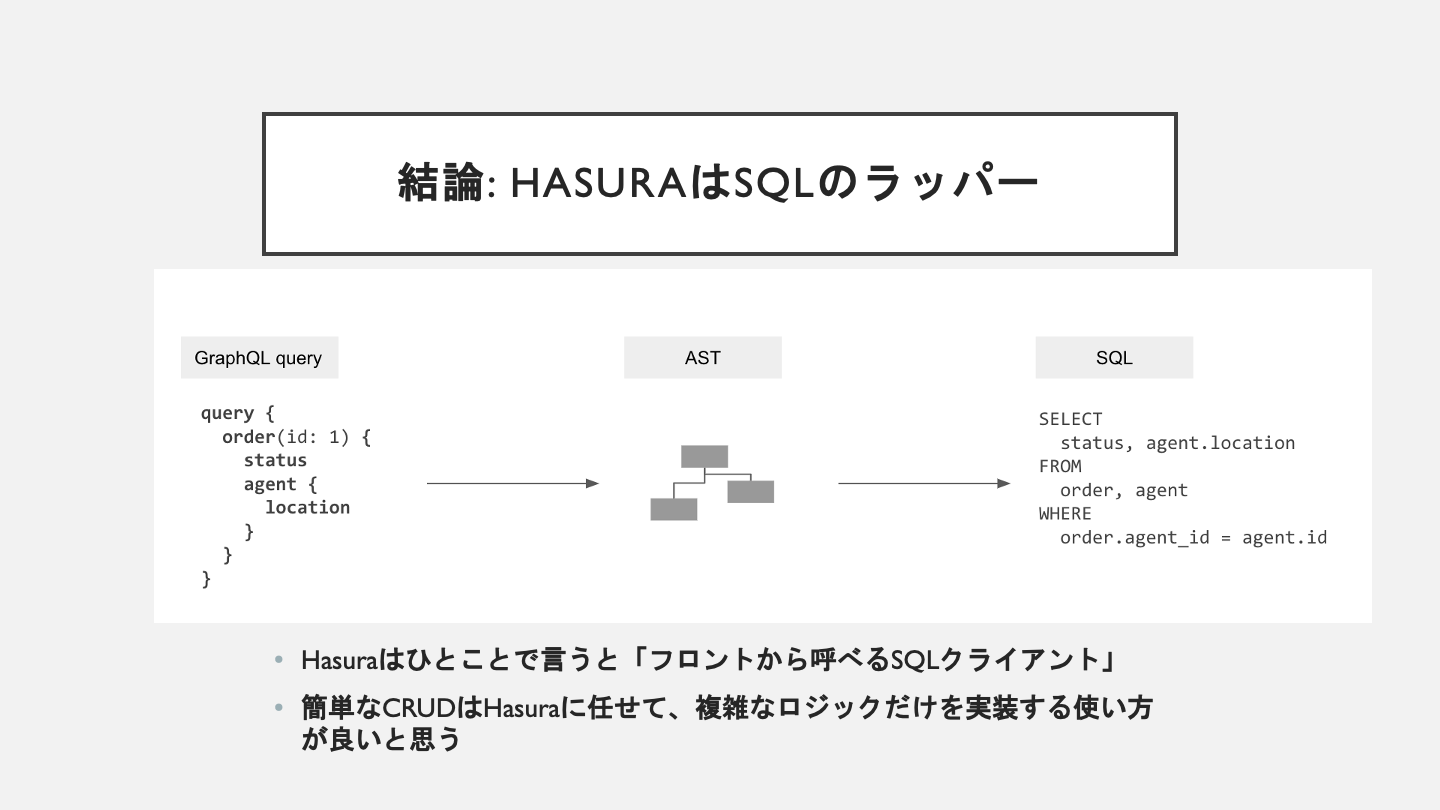 結論: HASURAはSQLのラッパー
GraphQL query
query {
  order(id: 1) {
    status
    agent {
      location
    }
  }
}
AST
SQL
SELECT
  status, agent.location
FROM
  order, agent
WHERE
  order.agent_id = agent.id
• Hasuraはひとことで言うと「フロントから呼べるSQLクライアント」
• 簡単なCRUDはHasuraに任せて、複雑なロジックだけを実装する使い方
が良いと思う